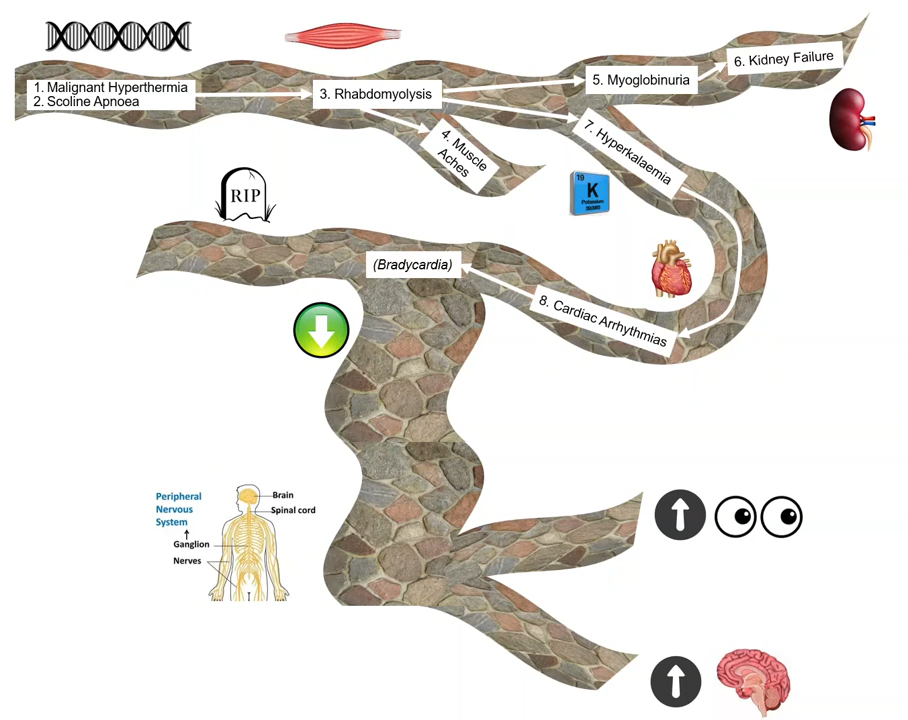 1. Malignant Hyperthermia
2. Scoline Apnoea
3. Rhabdomyolysis
4. Muscle
Aches
5. Myoglobinuria
6. Kidney Failure
7. Hyperkalaemia
19
K
Potassium
RIP
(Bradycardia)
8. Cardiac Arrhythmias
Peripheral
Nervous
System
Ganglion
Nerves
Brain
Spinal cord